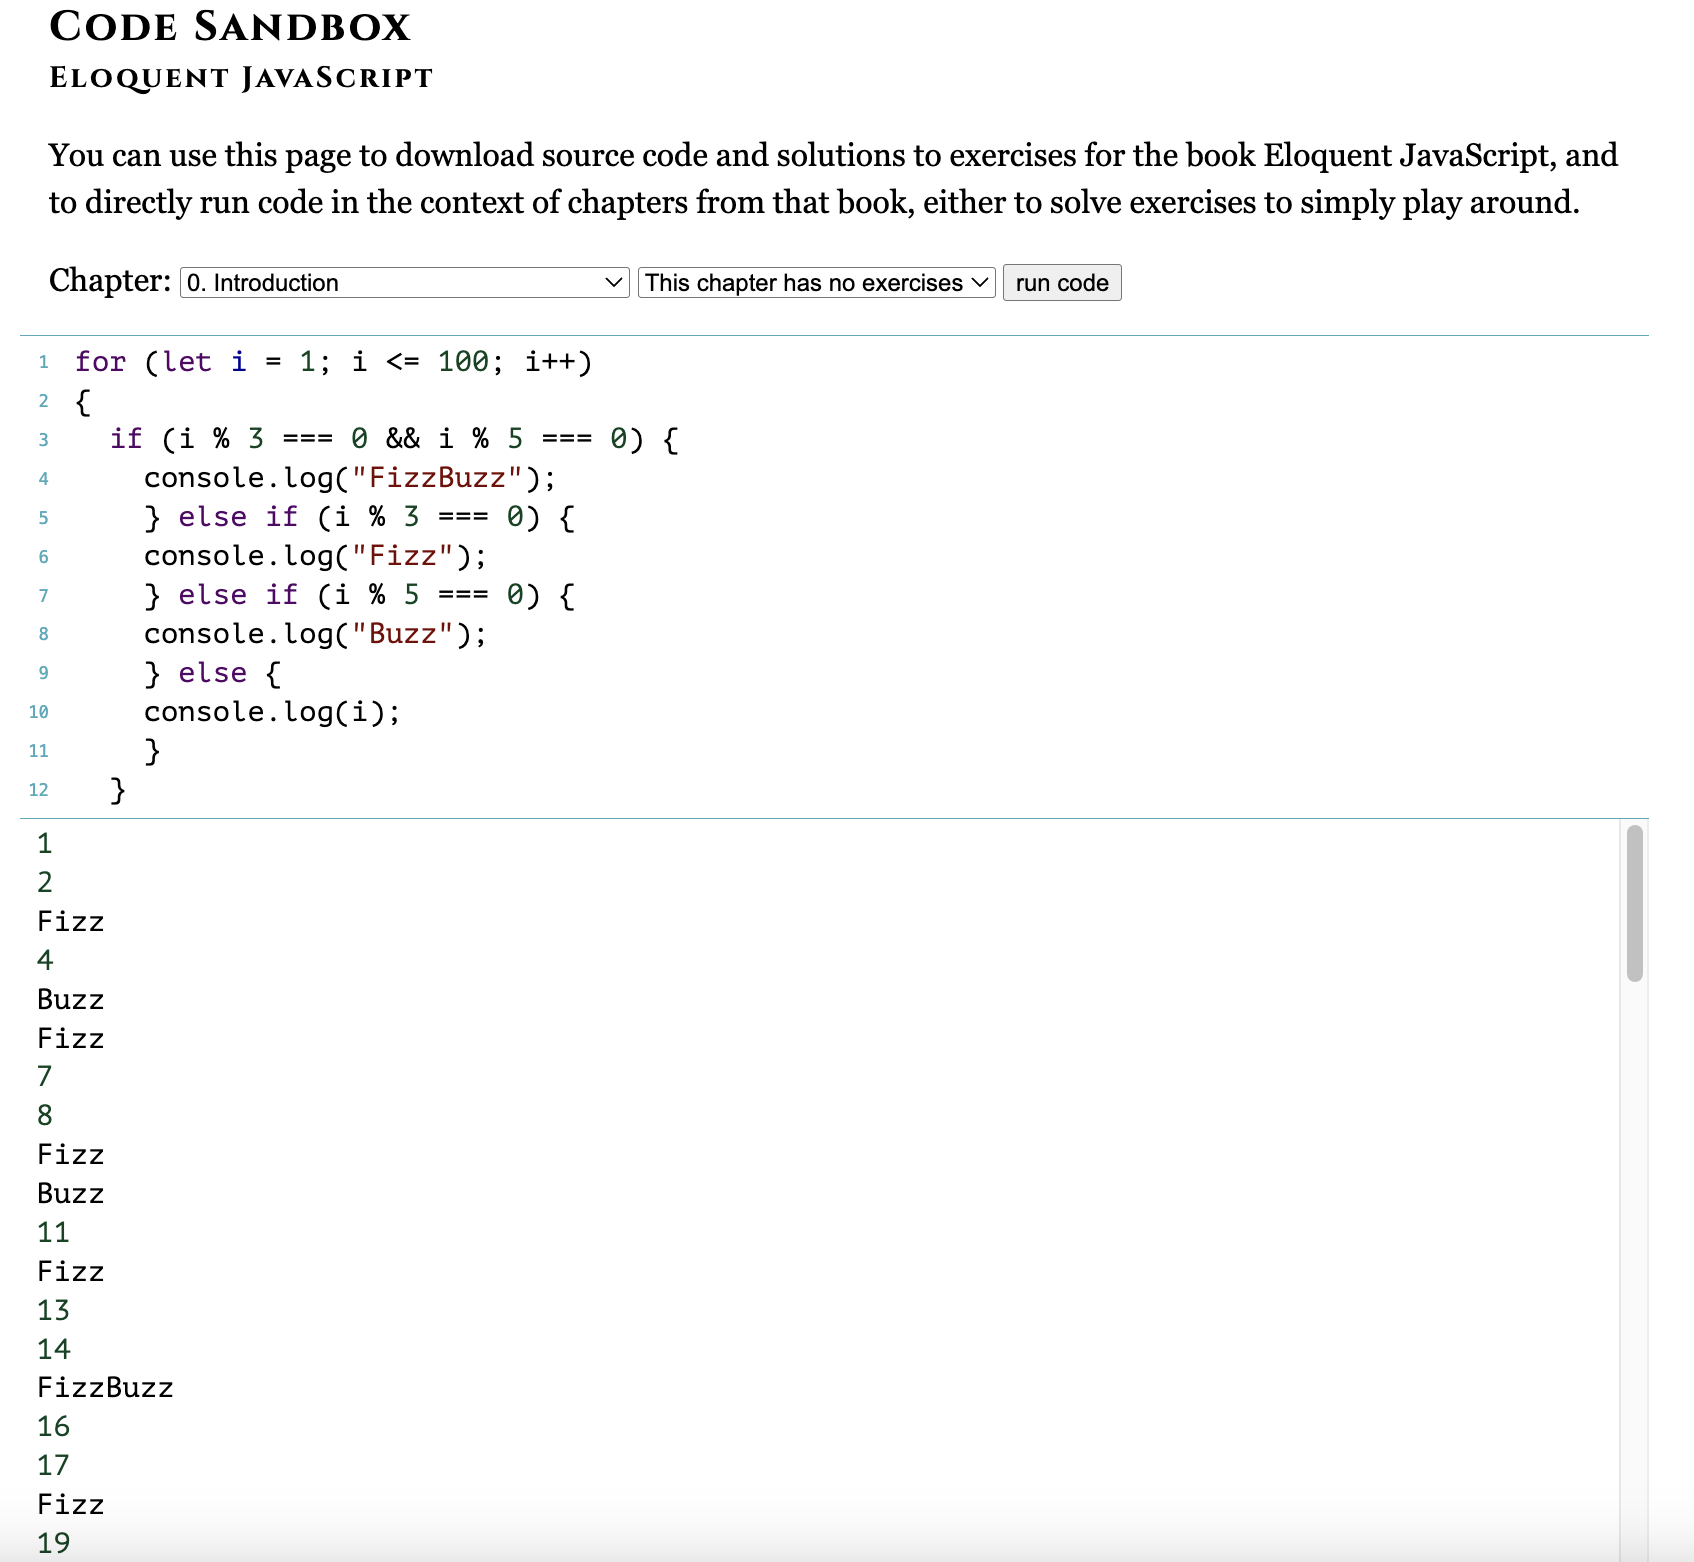 Code Sandbox
Eloquent JavaScript
You can use this page to download source code and solutions to exercises for the book Eloquent JavaScript, and
to directly run code in the context of chapters from that book, either to solve exercises to simply play around.
Chapter: 0. Introduction This chapter has no exercises run code
1 for (let i = 1; i <= 100; i++)
2 {
3   if (i % 3 === 0 && i % 5 === 0) {
4     console.log("FizzBuzz");
5     } else if (i % 3 === 0) {
6     console.log("Fizz");
7     } else if (i % 5 === 0) {
8     console.log("Buzz");
9     } else {
10     console.log(i);
11     }
12   }
1
2
Fizz
4
Buzz
Fizz
7
8
Fizz
Buzz
11
Fizz
13
14
FizzBuzz
16
17
Fizz
19